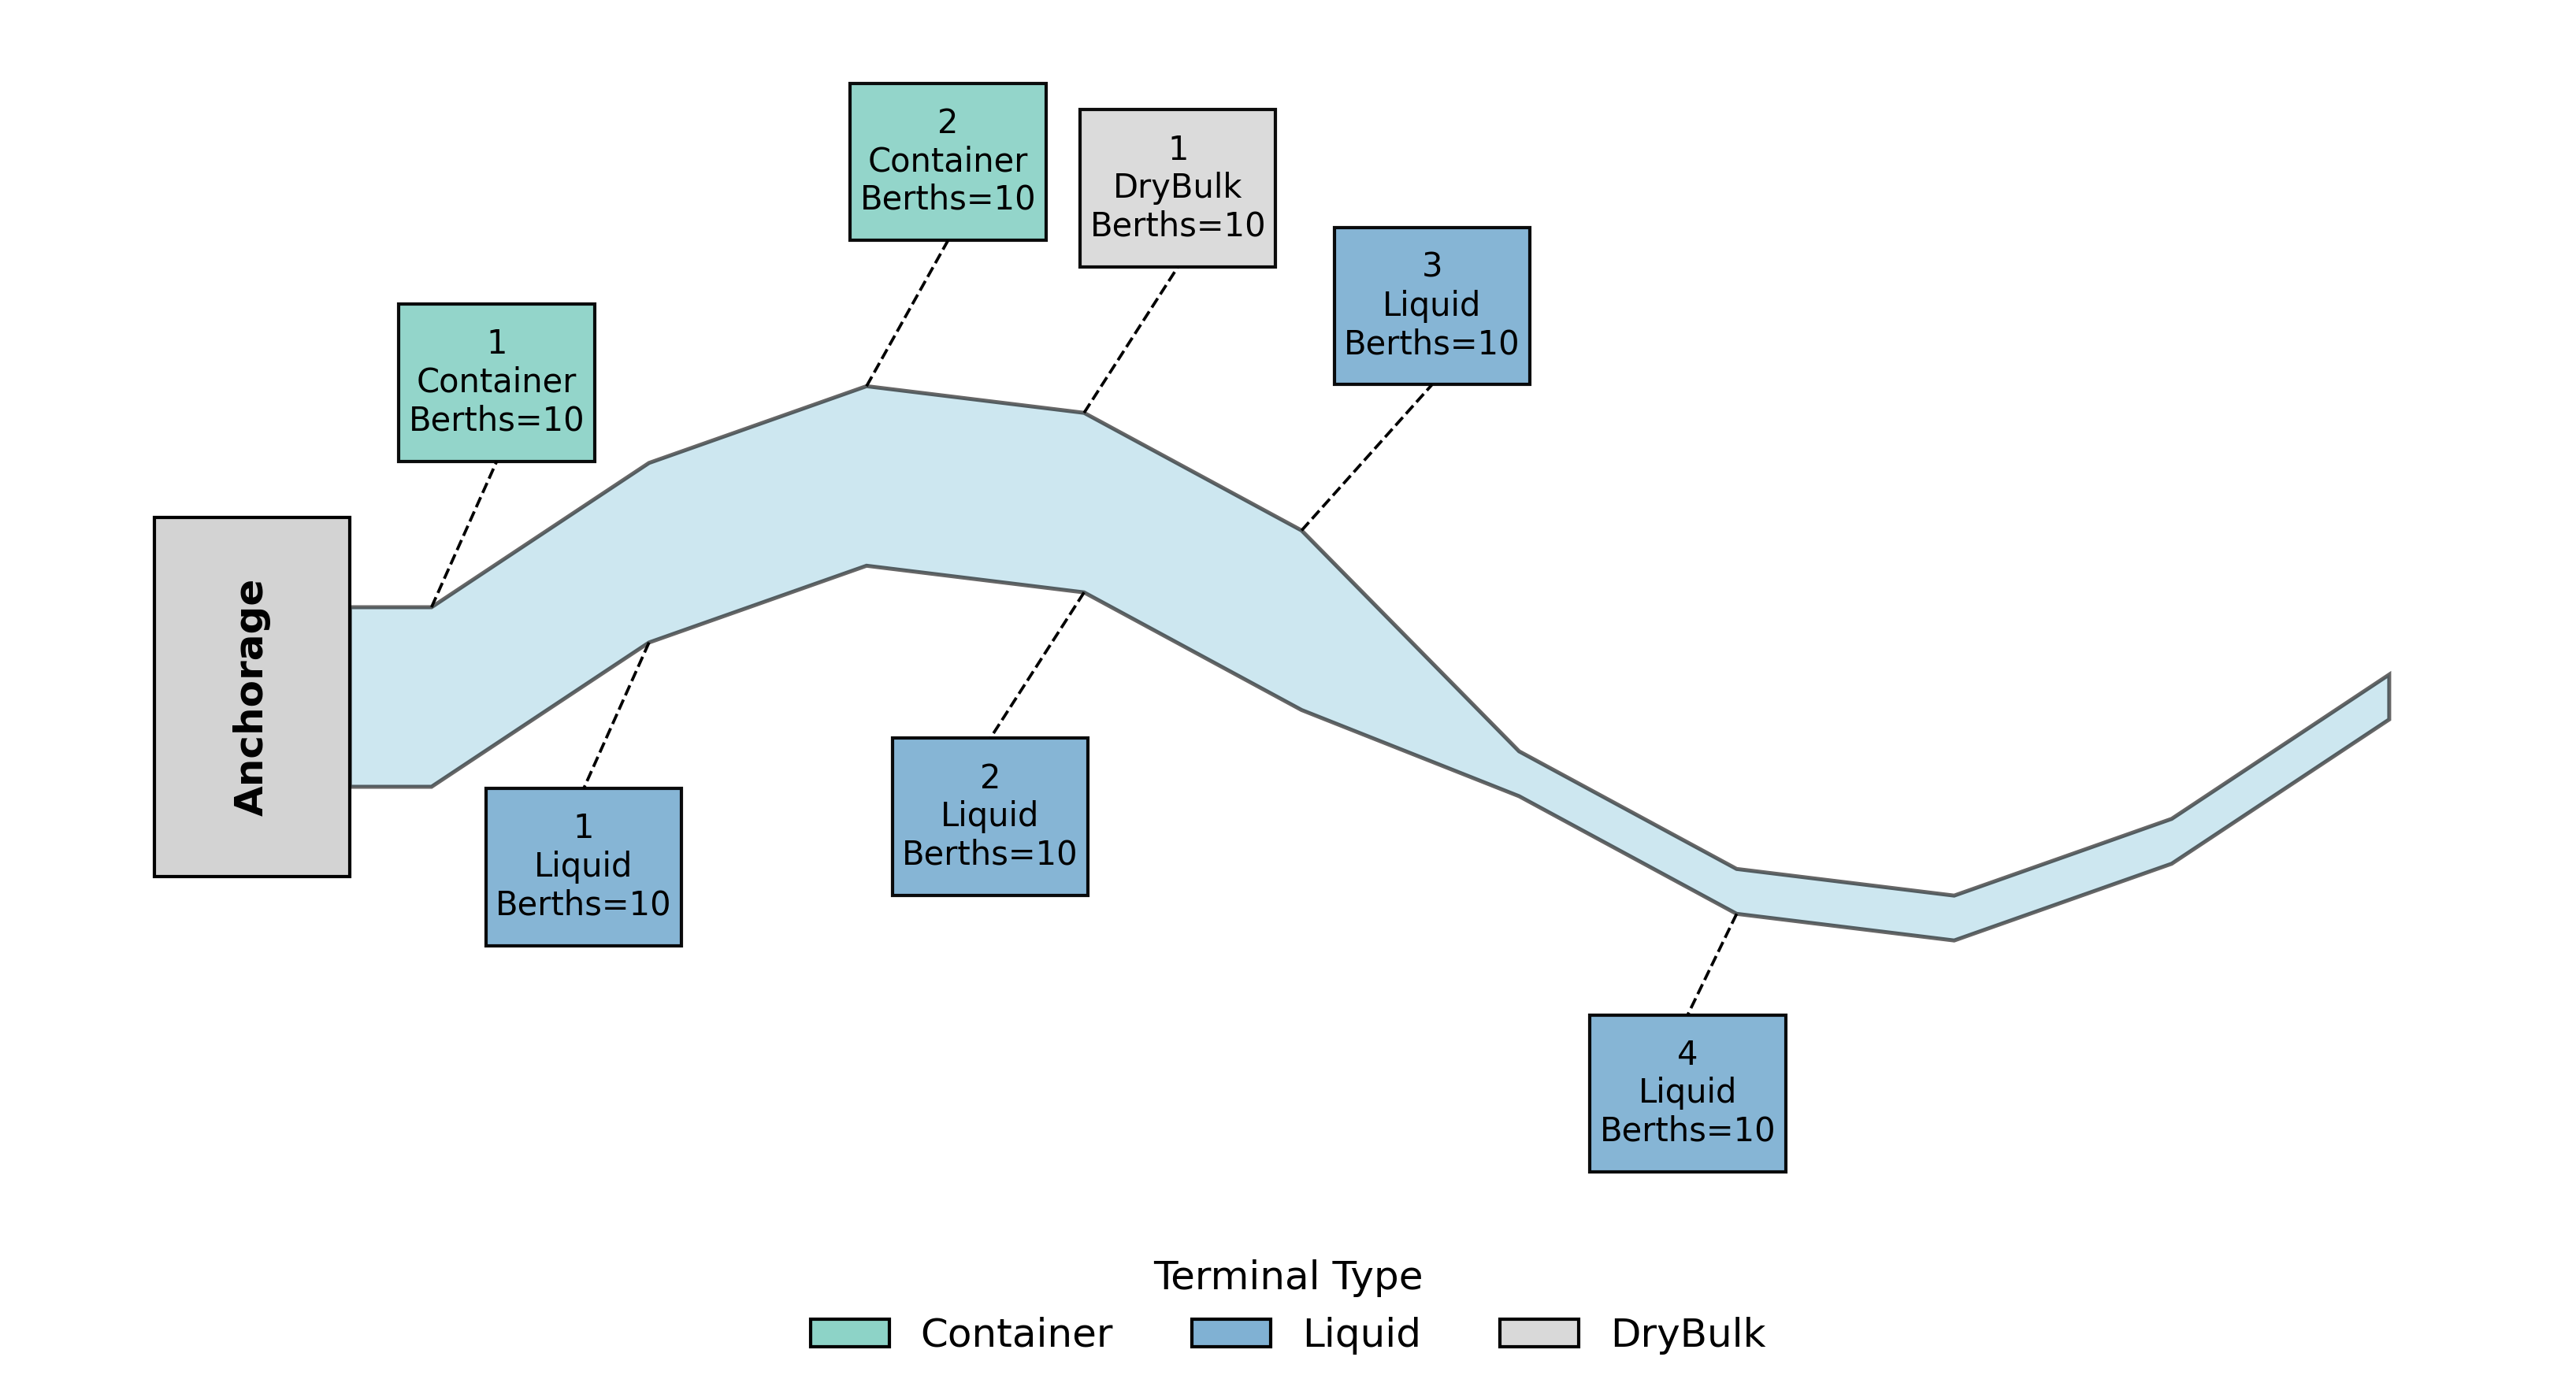 2
Container
Berths=10
1
DryBulk
Berths=10
3
Liquid
Berths=10
1
Container
Berths=10
Anchorage
1
Liquid
Berths=10
2
Liquid
Berths=10
4
Liquid
Berths=10
Terminal Type
Container
Liquid
DryBulk